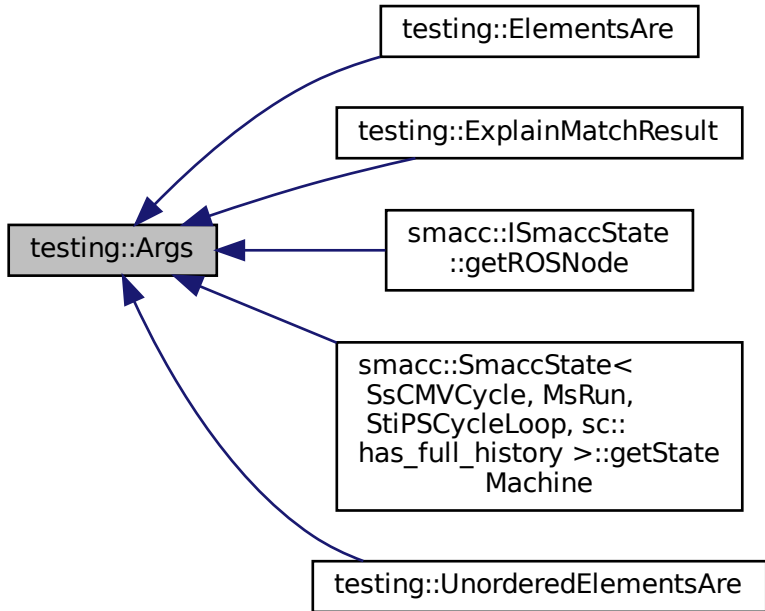 testing::ElementsAre
testing::ExplainMatchResult
testing::Args
smacc::ISmaccState
::getROSNode
smacc::SmaccState<
SsCMVCycle, MsRun,
StiPSCycleLoop, sc::
has_full_history >::getState
Machine
testing::UnorderedElementsAre